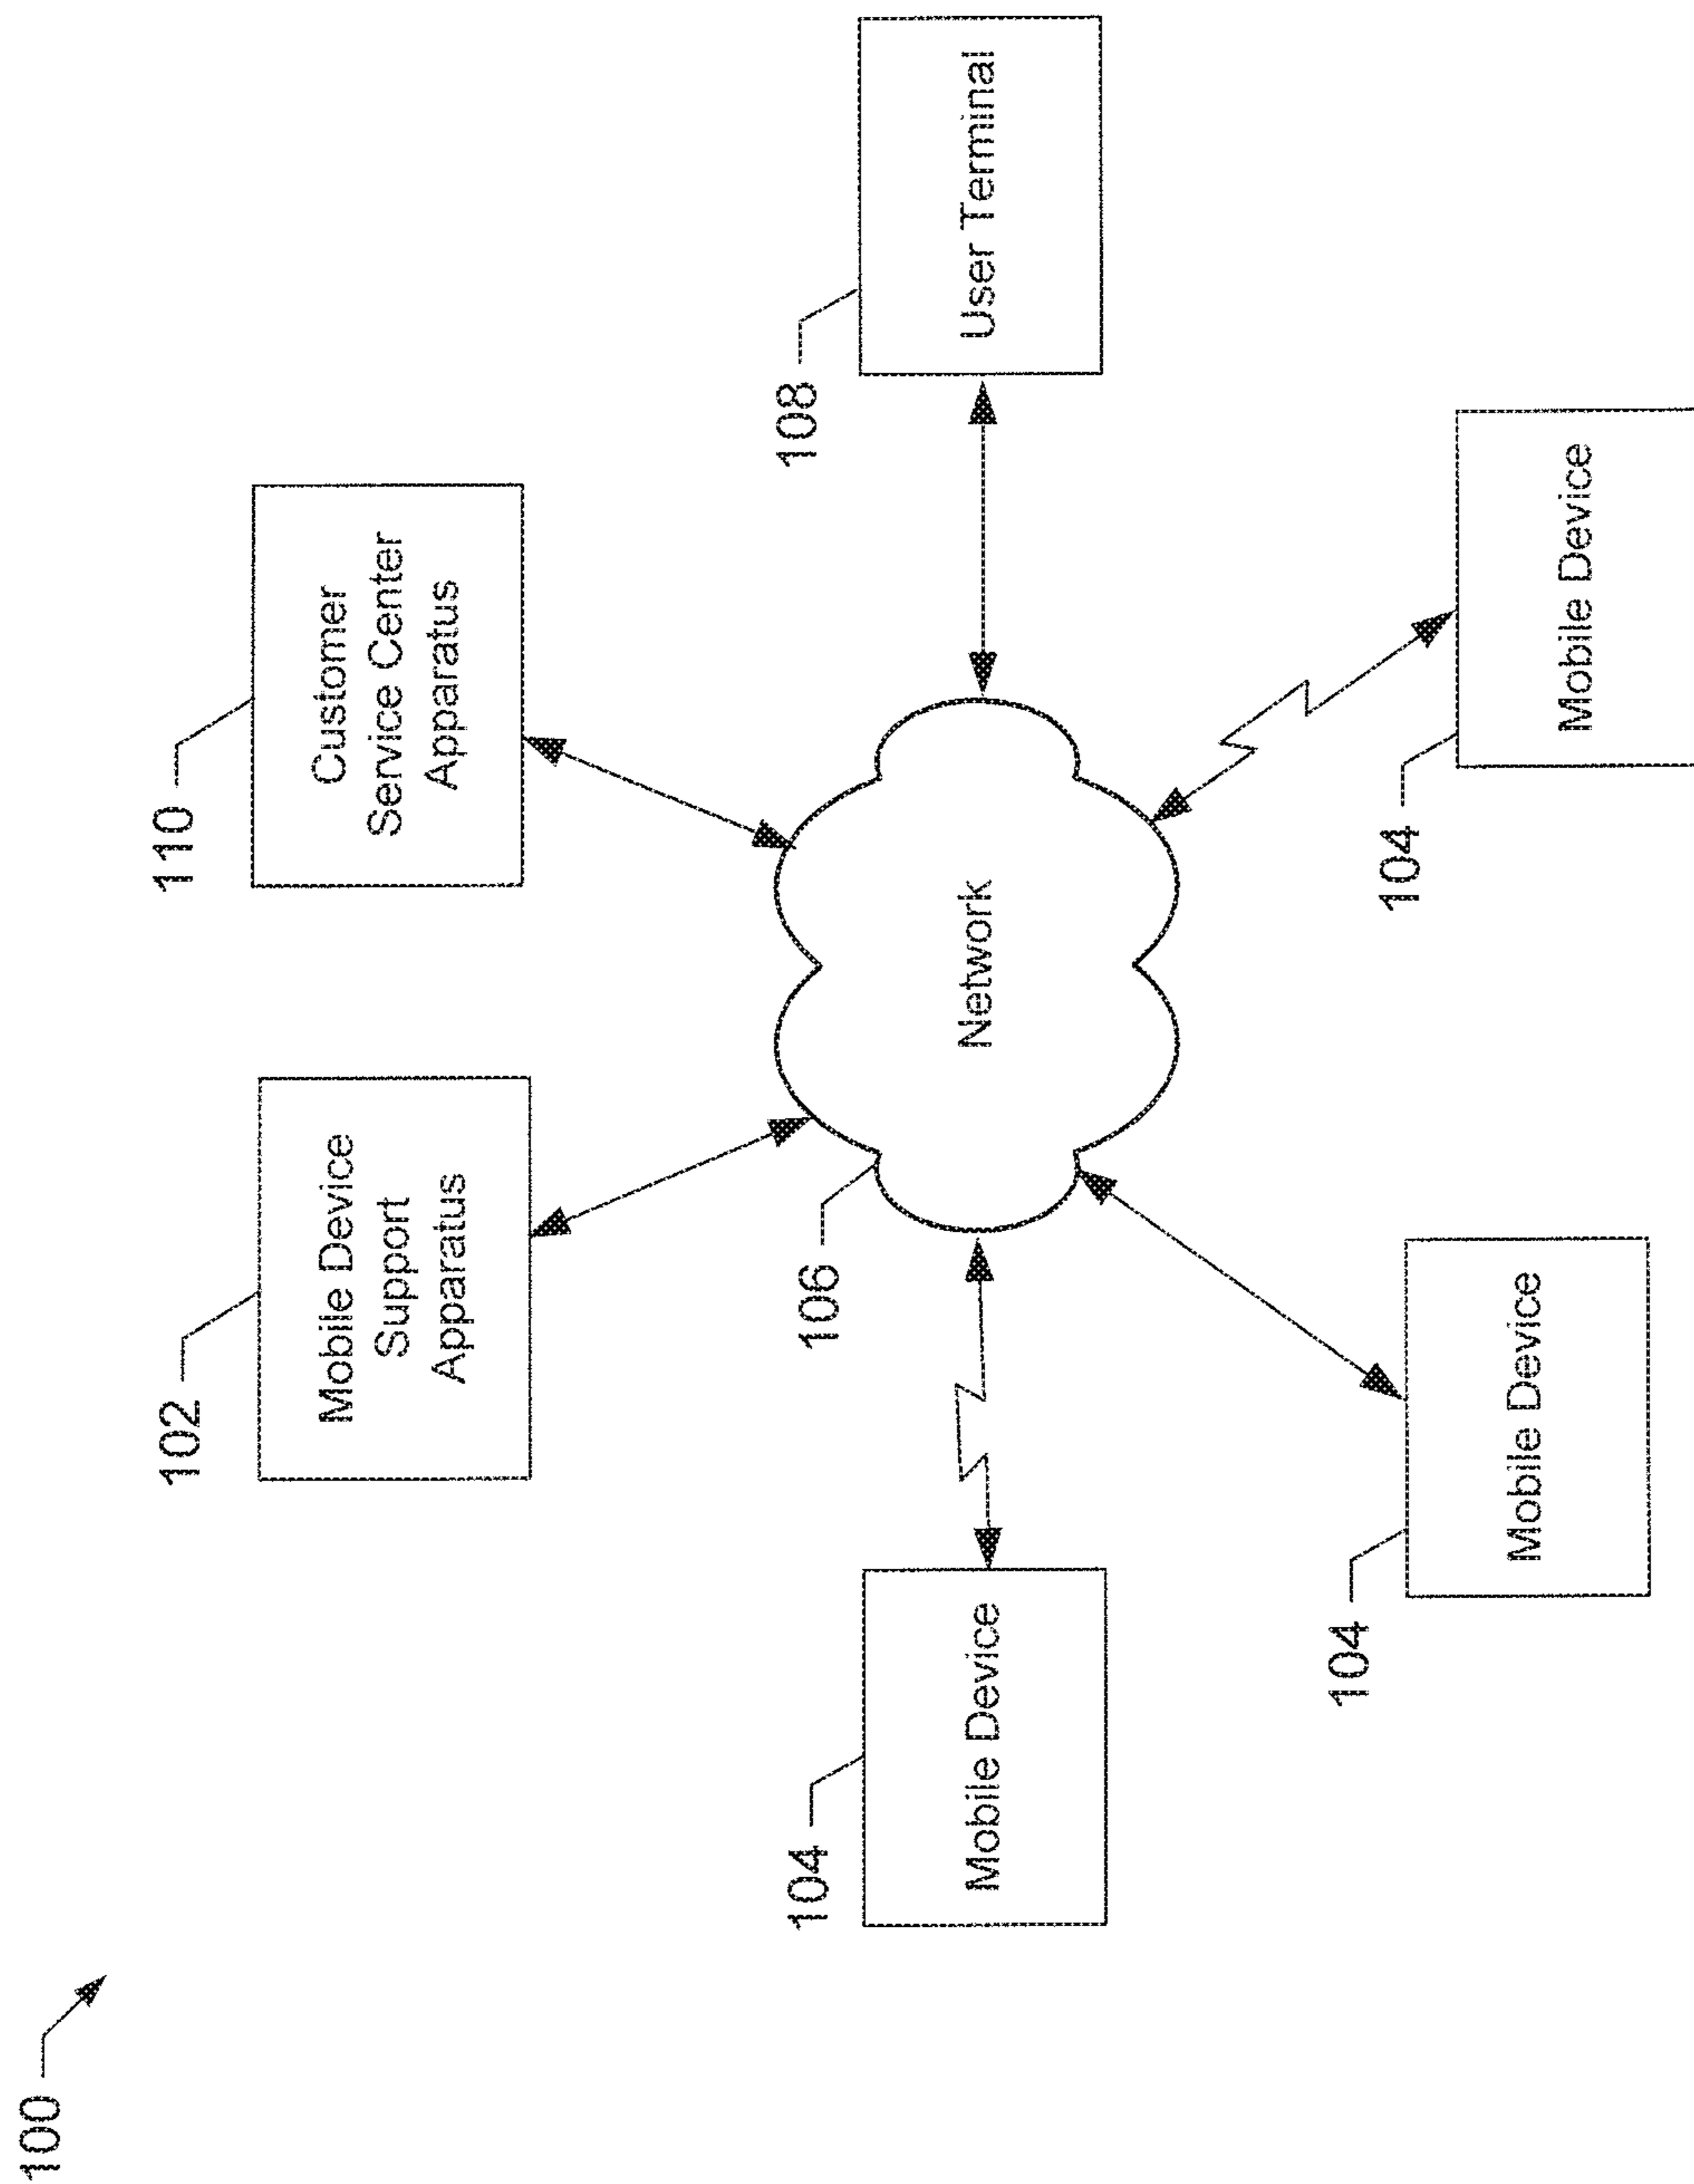 100
102
Mobile Device
Support
Apparatus
110
Customer
Service Center
Apparatus
106
Network
104
Mobile Device
108
User Terminal
104
Mobile Device
104
Mobile Device